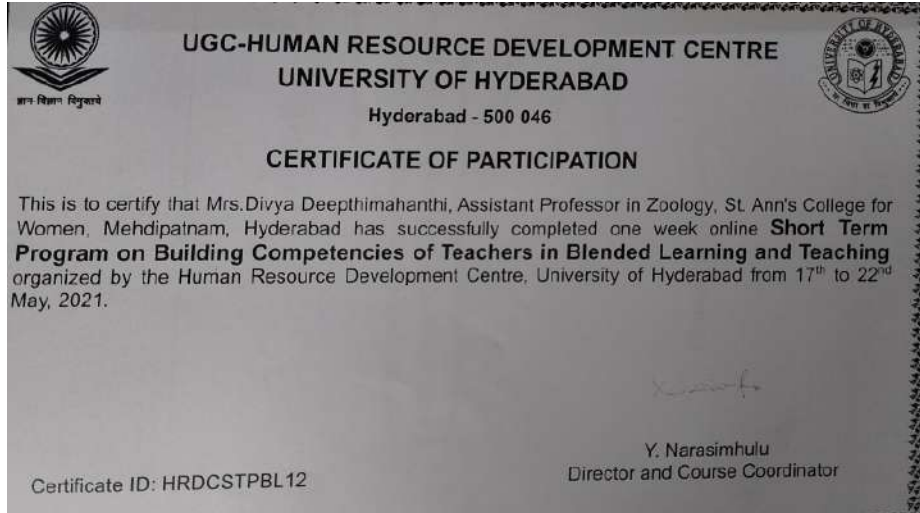 UGC-HUMAN RESOURCE DEVELOPMENT CENTRE
UNIVERSITY OF HYDERABAD
Hyderabad - 500 046
CERTIFICATE OF PARTICIPATION
This is to certify that Mrs.Divya Deepthimahanthi, Assistant Professor in Zoology, St. Ann's College for
Women, Mehdipatnam, Hyderabad has successfully completed one week online Short Term
Program on Building Competencies of Teachers in Blended Learning and Teaching
organized by the Human Resource Development Centre, University of Hyderabad from 17th to 22nd
May, 2021.
Y. Narasimhulu
Director and Course Coordinator
Certificate ID: HRDCSTPBL12
ज्ञान-विज्ञान विमुक्तये
UNIVERSITY OF HYDERABAD